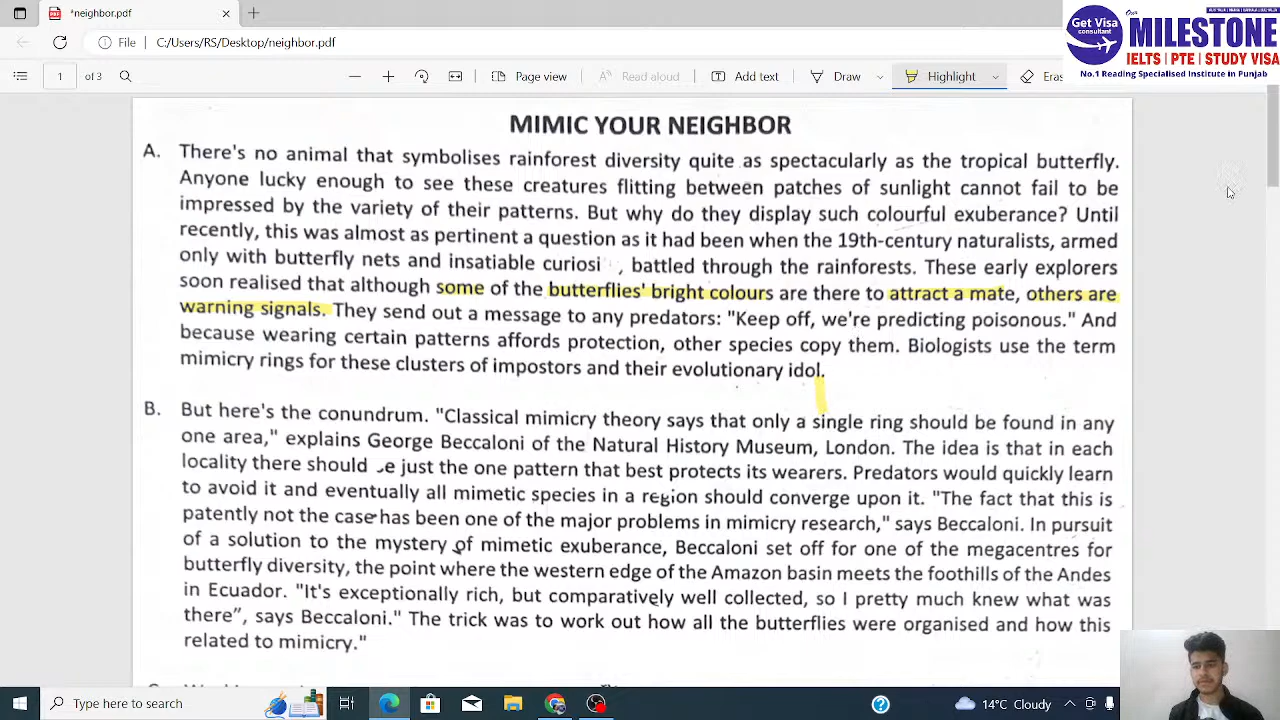 *neighbor.pdf
File
C:/Users/RS/Desktop/neighbor.pdf
1
of 3
Page view
Read aloud
Add text
Draw
Highlight
Eras
Get Visa
consultant
Our
MILESTONE
IELTS | PTE | STUDY VISA
No.1 Reading Specialised Institute in Punjab
MIMIC YOUR NEIGHBOR
A. There's no animal that symbolises rainforest diversity quite as spectacularly as the tropical butterfly.
Anyone lucky enough to see these creatures flitting between patches of sunlight cannot fail to be
impressed by the variety of their patterns. But why do they display such colourful exuberance? Until
recently, this was almost as pertinent a question as it had been when the 19th-century naturalists, armed
only with butterfly nets and insatiable curiosi , battled through the rainforests. These early explorers
soon realised that although some of the butterflies' bright colours are there to attract a mate, others are
warning signals. They send out a message to any predators: "Keep off, we're predicting poisonous." And
because wearing certain patterns affords protection, other species copy them. Biologists use the term
mimicry rings for these clusters of impostors and their evolutionary idol.
B. But here's the conundrum. "Classical mimicry theory says that only a single ring should be found in any
one area," explains George Beccaloni of the Natural History Museum, London. The idea is that in each
locality there should e just the one pattern that best protects its wearers. Predators would quickly learn
to avoid it and eventually all mimetic species in a region should converge upon it. "The fact that this is
patently not the case has been one of the major problems in mimicry research," says Beccaloni. In pursuit
of a solution to the mystery of mimetic exuberance, Beccaloni set off for one of the megacentres for
butterfly diversity, the point where the western edge of the Amazon basin meets the foothills of the Andes
in Ecuador. "It's exceptionally rich, but comparatively well collected, so I pretty much knew what was
there”, says Beccaloni." The trick was to work out how all the butterflies were organised and how this
related to mimicry."
Type here to search
14°C Cloudy